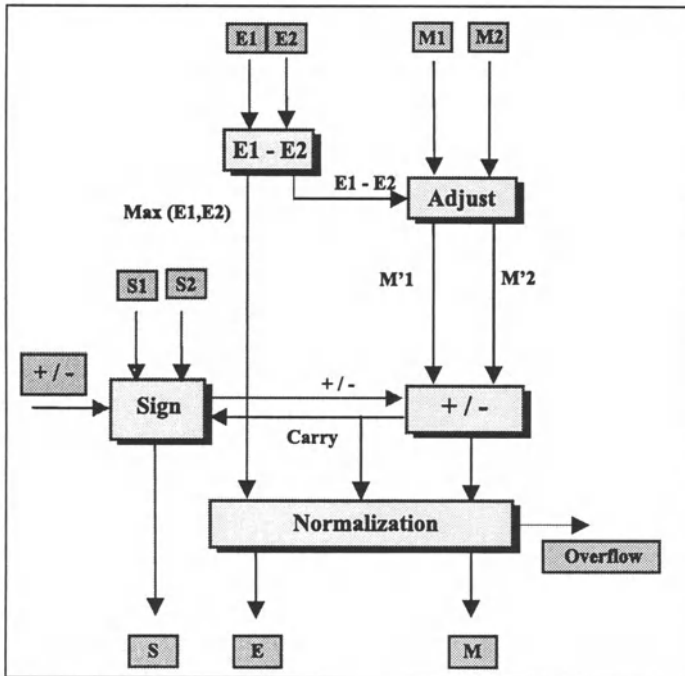 E1 E2 M1 M2
E1 - E2
E1 - E2
Adjust
Max (E1,E2)
S1 S2
M'1 M'2
+ / -
Sign
+ / -
+ / -
Carry
Normalization
Overflow
S E M